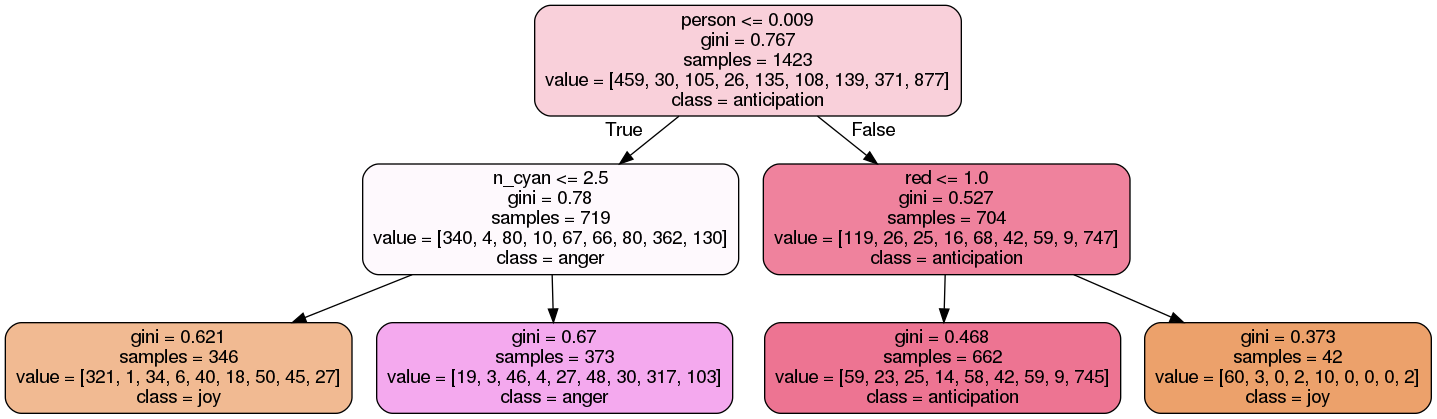 person <= 0.009
gini = 0.767
samples = 1423
value = [459, 30, 105, 26, 135, 108, 139, 371, 877]
class = anticipation
True
False
n_cyan <= 2.5
gini = 0.78
samples = 719
value = [340, 4, 80, 10, 67, 66, 80, 362, 130]
class = anger
red <= 1.0
gini = 0.527
samples = 704
value = [119, 26, 25, 16, 68, 42, 59, 9, 747]
class = anticipation
gini = 0.621
samples = 346
value = [321, 1, 34, 6, 40, 18, 50, 45, 27]
class = joy
gini = 0.67
samples = 373
value = [19, 3, 46, 4, 27, 48, 30, 317, 103]
class = anger
gini = 0.468
samples = 662
value = [59, 23, 25, 14, 58, 42, 59, 9, 745]
class = anticipation
gini = 0.373
samples = 42
value = [60, 3, 0, 2, 10, 0, 0, 0, 2]
class = joy